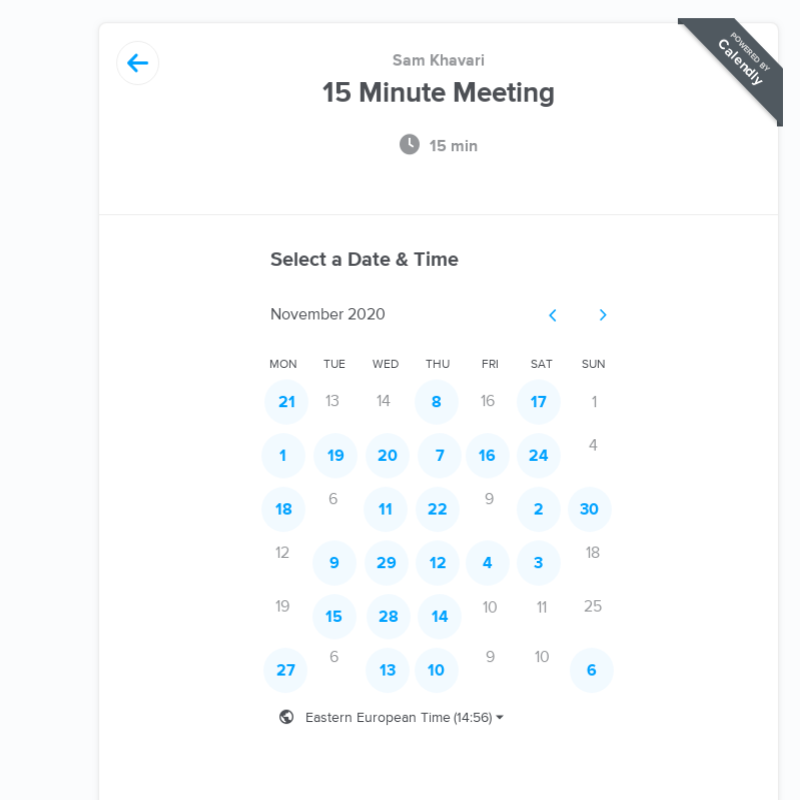 POWERED BY
Calendly
Sam Khavari
15 Minute Meeting
15 min
Select a Date & Time
November 2020
MON TUE WED THU FRI SAT SUN
21 13 14 8 16 17 1
1 19 20 7 16 24 4
18 6 11 22 9 2 30
12 9 29 12 4 3 18
19 15 28 14 10 11 25
27 6 13 10 9 10 6
Eastern European Time (14:56)